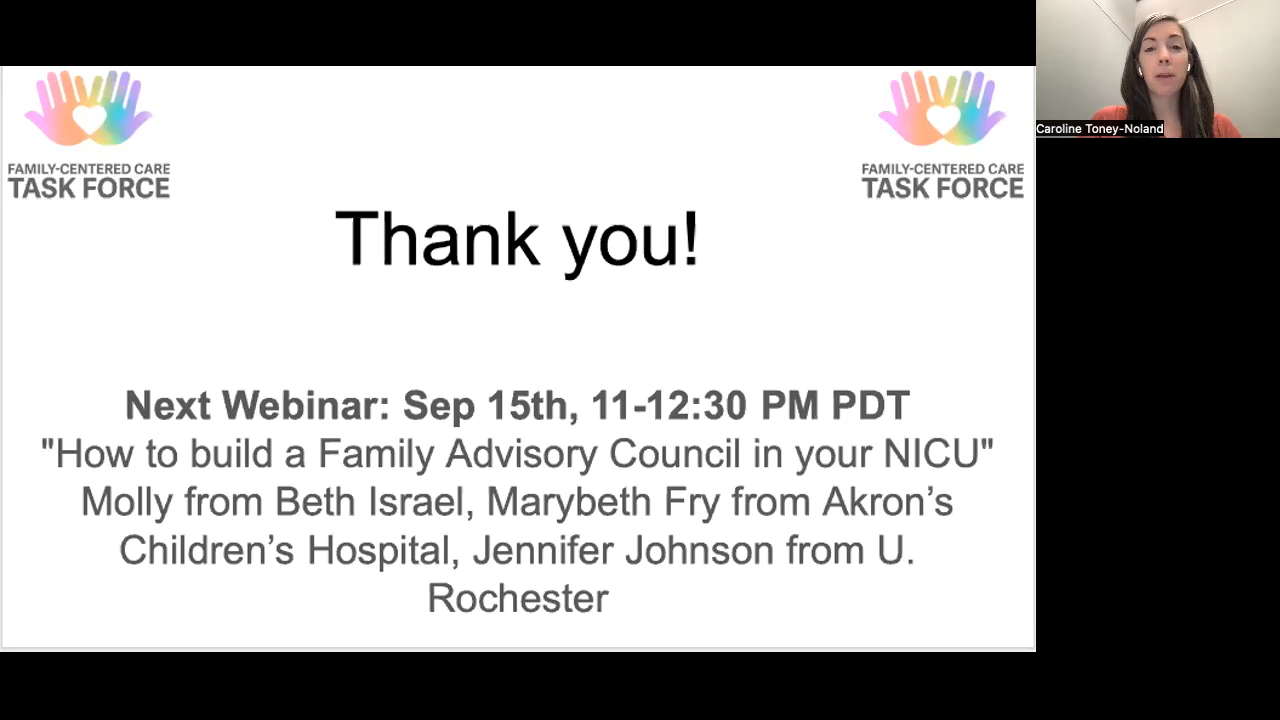 FAMILY-CENTERED CARE
TASK FORCE
FAMILY-CENTERED CARE
TASK FORCE
Caroline Toney-Noland
Thank you!
Next Webinar: Sep 15th, 11-12:30 PM PDT
"How to build a Family Advisory Council in your NICU"
Molly from Beth Israel, Marybeth Fry from Akron’s
Children’s Hospital, Jennifer Johnson from U.
Rochester